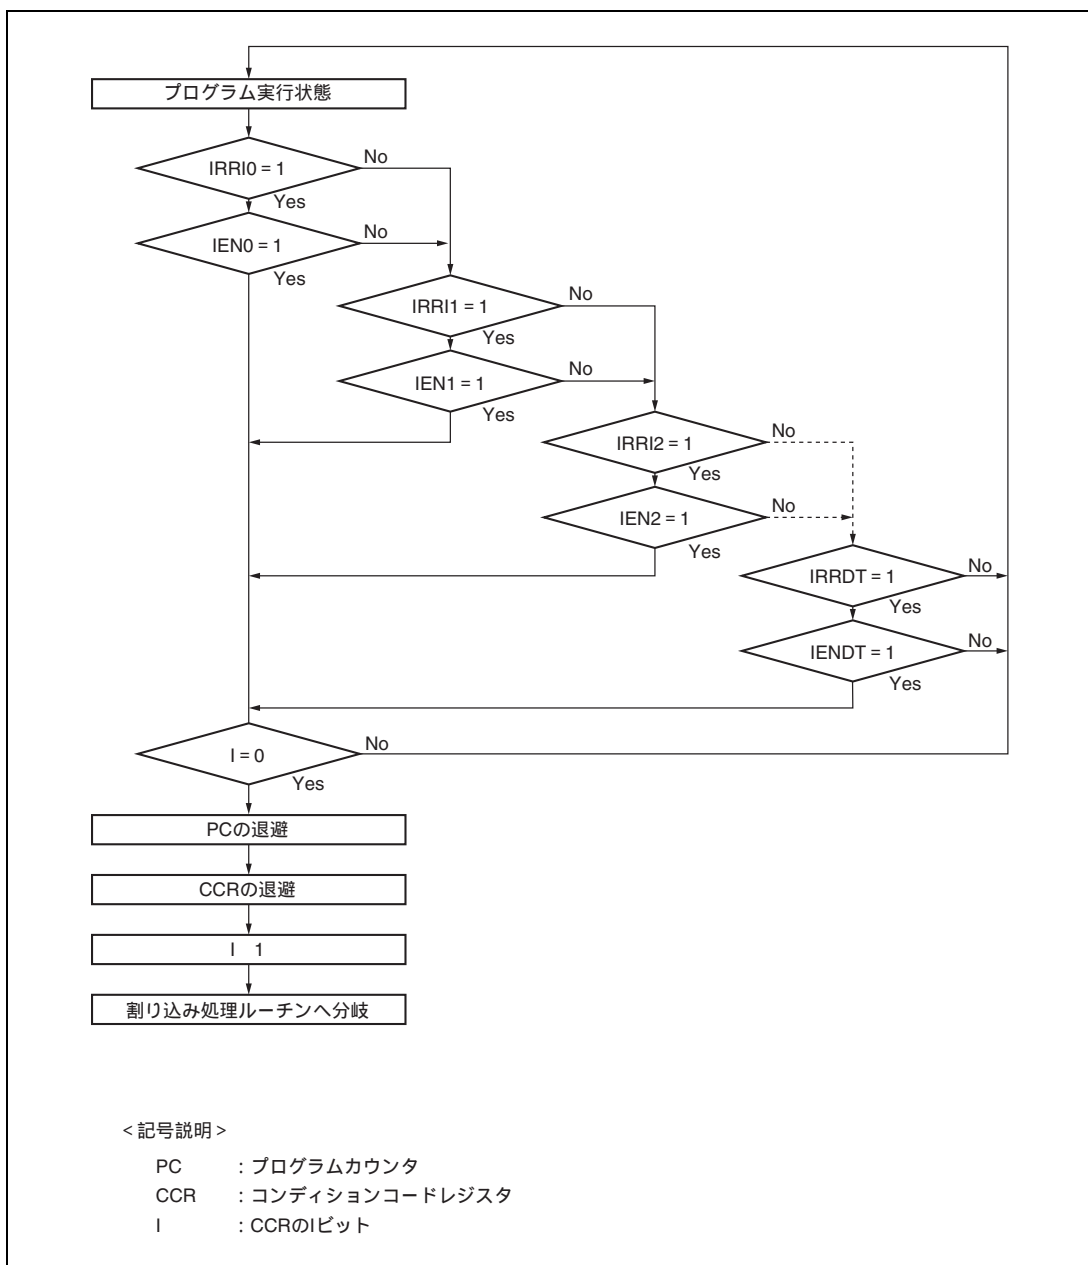 プログラム実行状態
IRRI0 = 1
No
Yes
IEN0 = 1
No
Yes
IRRI1 = 1
No
Yes
IEN1 = 1
No
Yes
IRRI2 = 1
No
Yes
IEN2 = 1
No
Yes
IRRDT = 1
No
Yes
IENDT = 1
No
Yes
I = 0
No
Yes
PCの退避
CCRの退避
I 1
割り込み処理ルーチンへ分岐
<記号説明>
PC : プログラムカウンタ
CCR : コンディションコードレジスタ
I : CCRのIビット